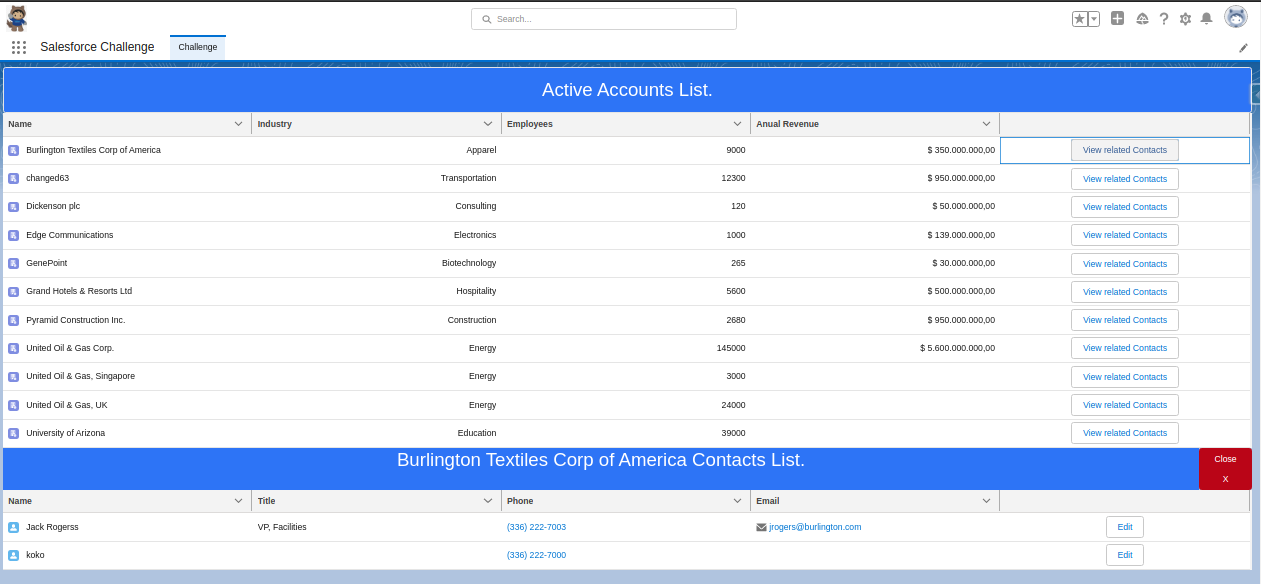 Search...
Salesforce Challenge Challenge
Active Accounts List.
Name Industry Employees Anual Revenue
Burlington Textiles Corp of America Apparel 9000 $ 350.000.000,00 View related Contacts
changed63 Transportation 12300 $ 950.000.000,00 View related Contacts
Dickenson plc Consulting 120 $ 50.000.000,00 View related Contacts
Edge Communications Electronics 1000 $ 139.000.000,00 View related Contacts
GenePoint Biotechnology 265 $ 30.000.000,00 View related Contacts
Grand Hotels & Resorts Ltd Hospitality 5600 $ 500.000.000,00 View related Contacts
Pyramid Construction Inc. Construction 2680 $ 950.000.000,00 View related Contacts
United Oil & Gas Corp. Energy 145000 $ 5.600.000.000,00 View related Contacts
United Oil & Gas, Singapore Energy 3000 View related Contacts
United Oil & Gas, UK Energy 24000 View related Contacts
University of Arizona Education 39000 View related Contacts
Burlington Textiles Corp of America Contacts List. Close
X
Name Title Phone Email
Jack Rogerss VP, Facilities (336) 222-7003 jrogers@burlington.com Edit
koko (336) 222-7000 Edit